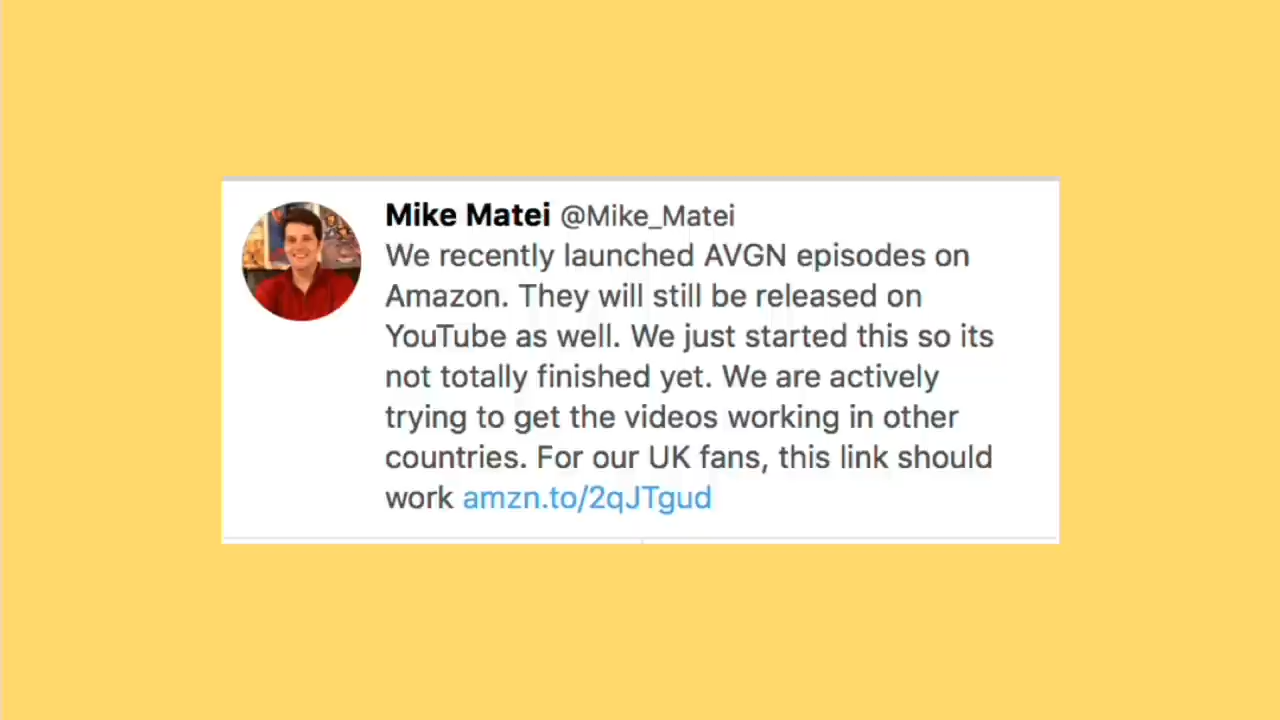 Mike Matei @Mike_Matei
We recently launched AVGN episodes on
Amazon. They will still be released on
YouTube as well. We just started this so its
not totally finished yet. We are actively
trying to get the videos working in other
countries. For our UK fans, this link should
work amzn.to/2qJTgud